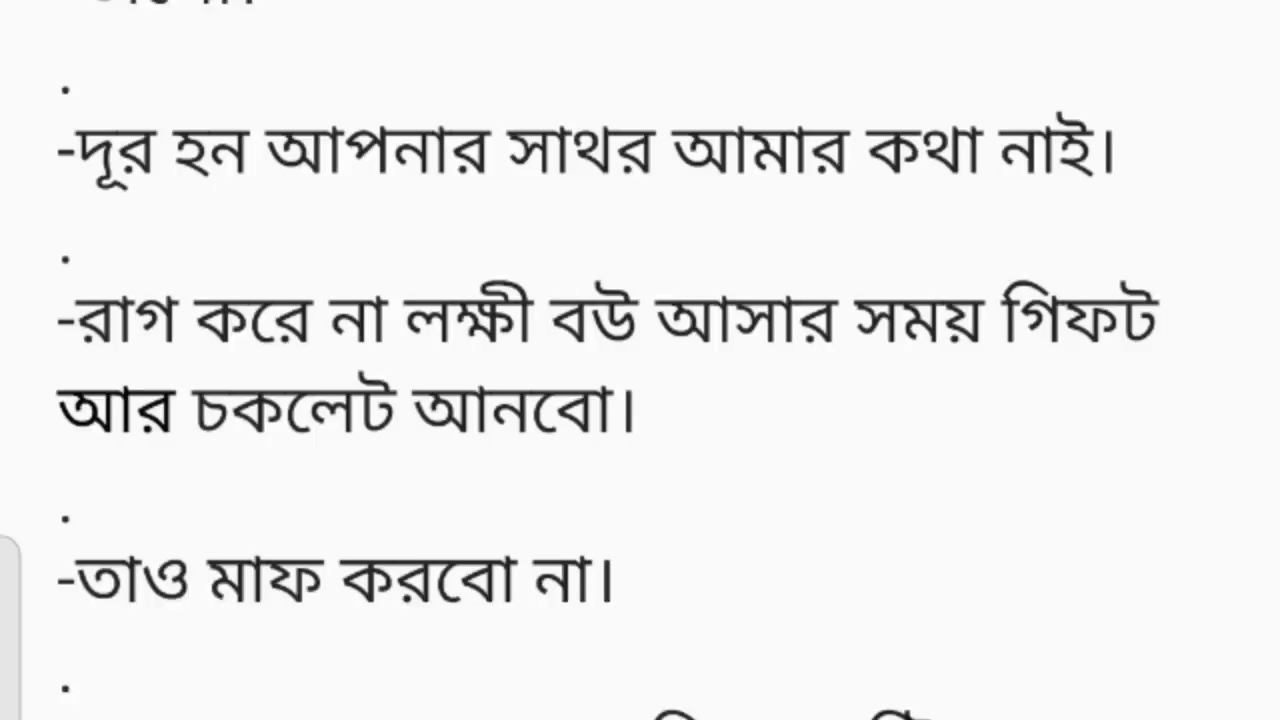 .
-দূর হন আপনার সাথর আমার কথা নাই।
.
-রাগ করে না লক্ষী বউ আসার সময় গিফট
আর চকলেট আনবো।
.
-তাও মাফ করবো না।
.